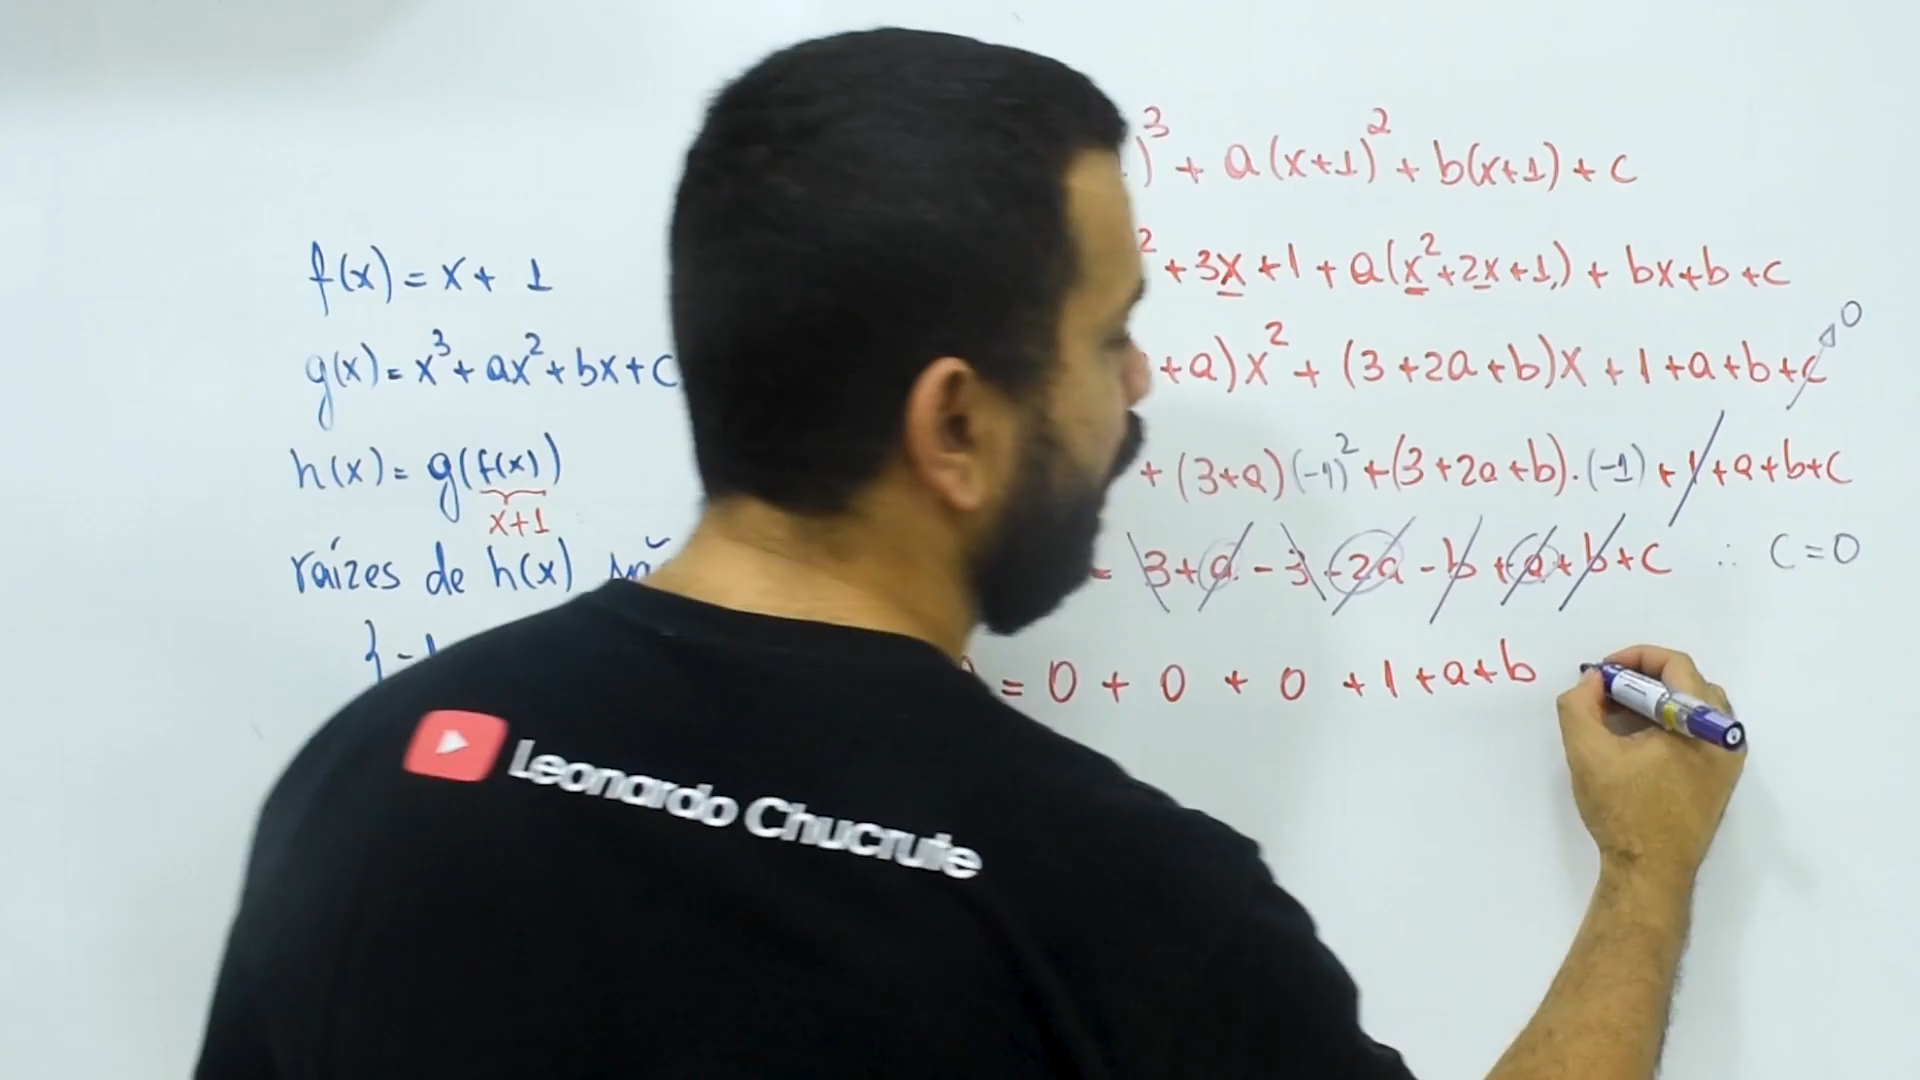 f(x) = x + 1
g(x) = x³ + ax² + bx + c
h(x) = g(f(x))
x+1
raízes de h(x)
{-1
)³ + a(x+1)² + b(x+1) + c
² + 3x + 1 + a(x² + 2x + 1) + bx + b + c
+ a)x² + (3 + 2a + b)x + 1 + a + b + c 0
+ (3+a)(-1)² + (3 + 2a + b).(-1) + 1 + a + b + c
3 + a - 3 - 2a - b + a + b + c ∴ C = 0
= 0 + 0 + 0 + 1 + a + b
Leonardo Chucrute